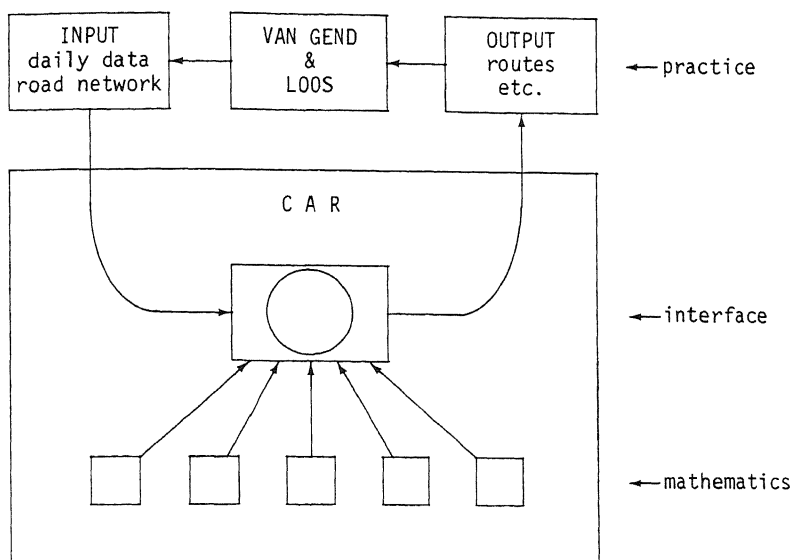 INPUT
daily data
road network
VAN GEND
&
LOOS
OUTPUT
routes
etc.
practice
C A R
interface
mathematics